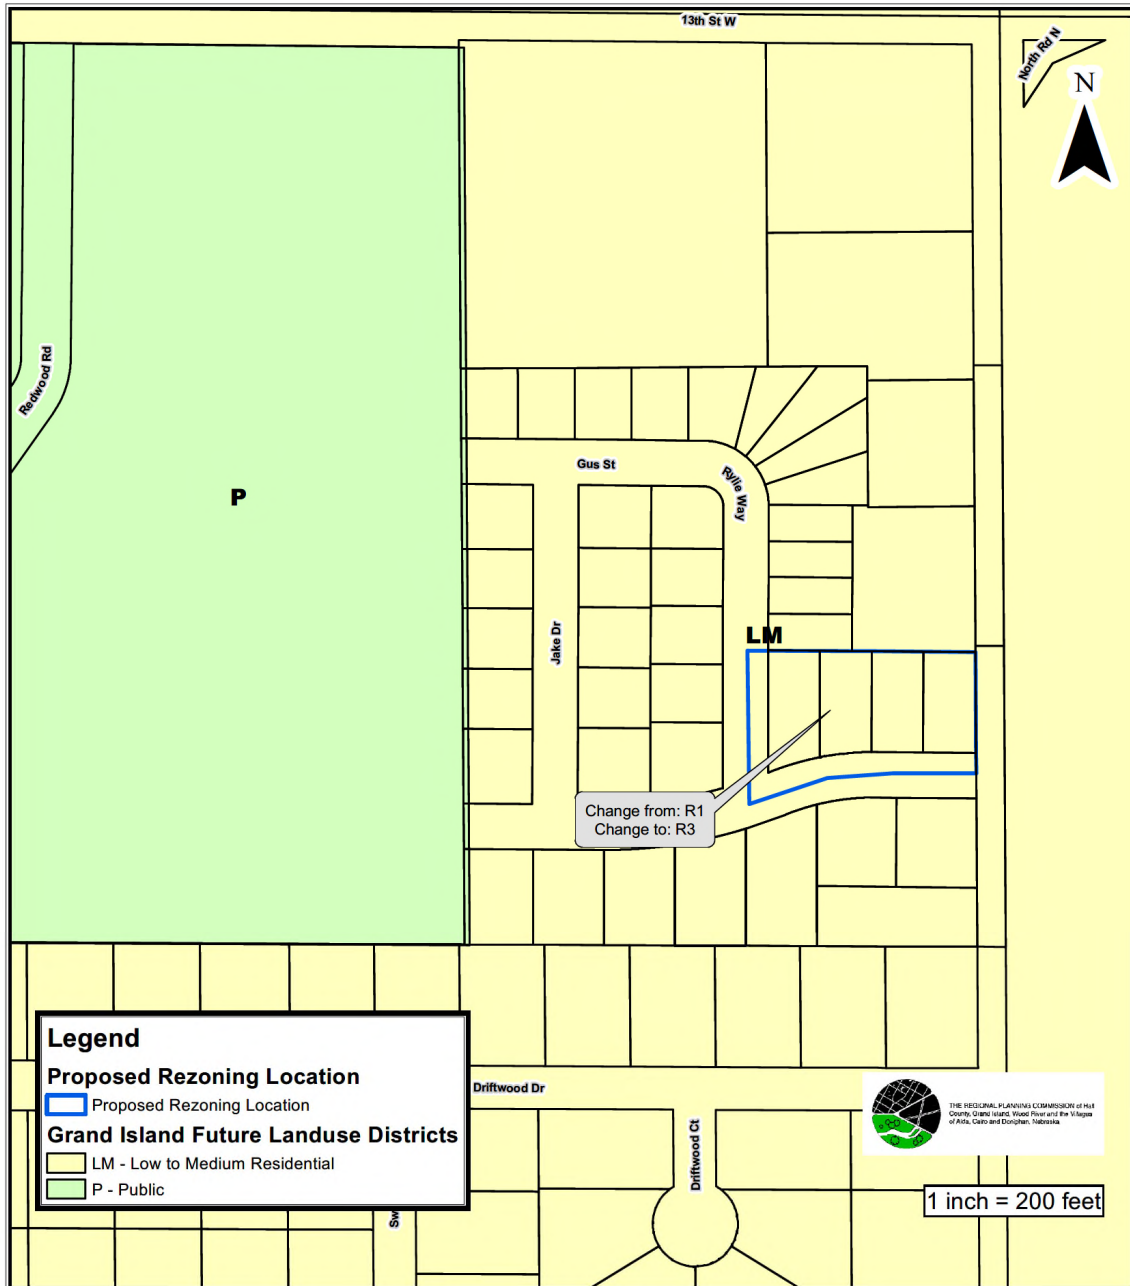 13th St W
North Rd N
N
Redwood Rd
Gus St
Rylie Way
P
Jake Dr
LM
Change from: R1
Change to: R3
Legend
Proposed Rezoning Location
Proposed Rezoning Location
Grand Island Future Landuse Districts
LM - Low to Medium Residential
P - Public
Driftwood Dr
Driftwood Ct
Sw
THE REGIONAL PLANNING COMMISSION of Hall
County, Grand Island, Wood River and the Villages
of Alda, Cairo and Doniphan, Nebraska
1 inch = 200 feet